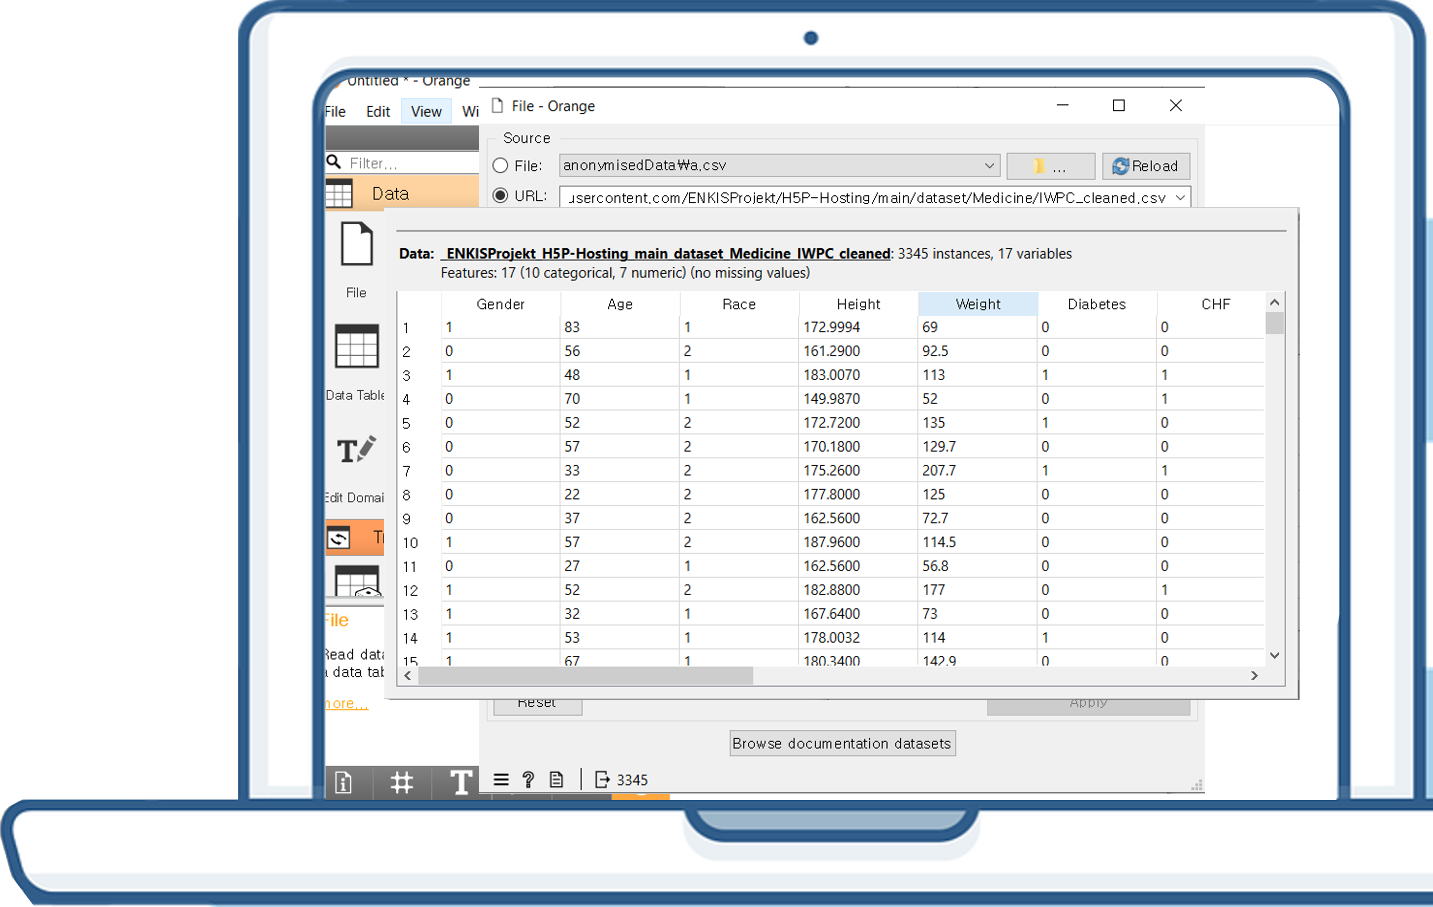 Untitled * - Orange
File Edit View Wi
File - Orange
Source
Filter...
File: anonymisedData₩a.csv ... Reload
Data
URL: usercontent.com/ENKISProjekt/H5P-Hosting/main/dataset/Medicine/IWPC_cleaned.csv
Data: _ENKISProjekt_H5P-Hosting_main_dataset_Medicine_IWPC_cleaned: 3345 instances, 17 variables
Features: 17 (10 categorical, 7 numeric) (no missing values)
Gender Age Race Height Weight Diabetes CHF
1 1 83 1 172.9994 69 0 0
2 0 56 2 161.2900 92.5 0 0
3 1 48 1 183.0070 113 1 1
4 0 70 1 149.9870 52 0 1
5 0 52 2 172.7200 135 1 0
6 0 57 2 170.1800 129.7 0 0
7 0 33 2 175.2600 207.7 1 1
8 0 22 2 177.8000 125 0 0
9 0 37 2 162.5600 72.7 0 0
10 1 57 2 187.9600 114.5 0 0
11 0 27 1 162.5600 56.8 0 0
12 1 52 2 182.8800 177 0 1
13 1 32 1 167.6400 73 0 0
14 1 53 1 178.0032 114 1 0
15 1 67 1 180.3400 142.9 0 0
File
Data Table
Edit Domai
T
File
Read data
a data tab
more...
Reset Apply
Browse documentation datasets
? 3345